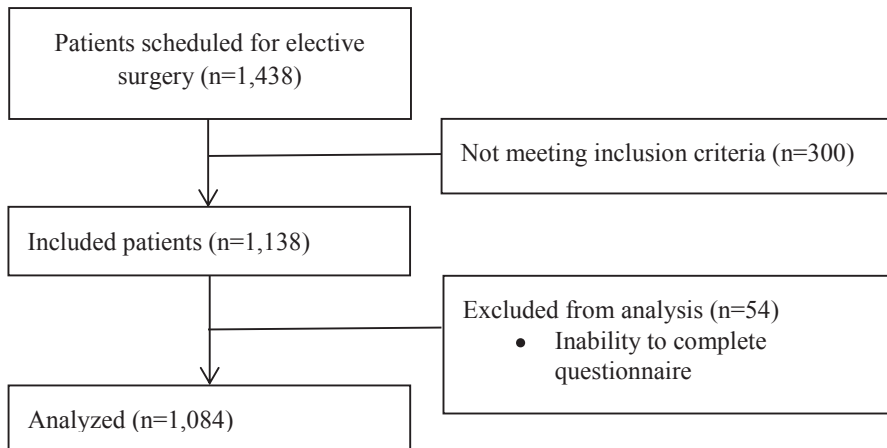 Patients scheduled for elective
surgery (n=1,438)
Not meeting inclusion criteria (n=300)
Included patients (n=1,138)
Excluded from analysis (n=54)
• Inability to complete
questionnaire
Analyzed (n=1,084)